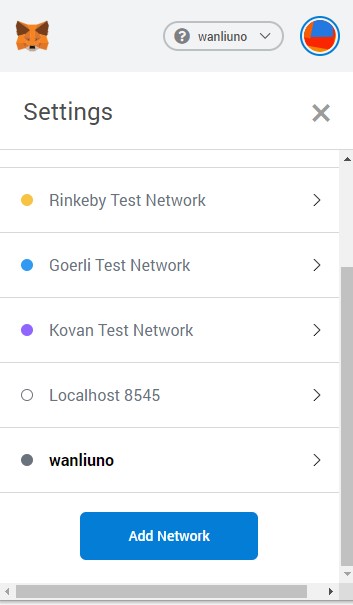 wanliuno
Settings
Rinkeby Test Network
Goerli Test Network
Kovan Test Network
Localhost 8545
wanliuno
Add Network